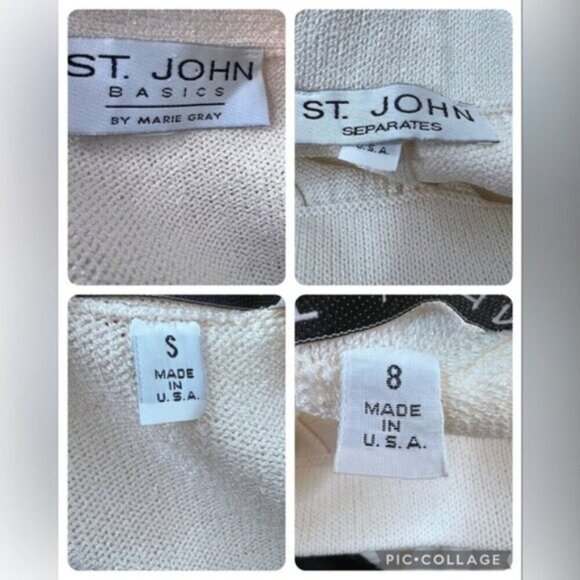 ST. JOHN
BASICS
BY MARIE GRAY
ST. JOHN
SEPARATES
U.S.A.
S
MADE
IN
U.S.A.
8
MADE
IN
U.S.A.
PIC•COLLAGE